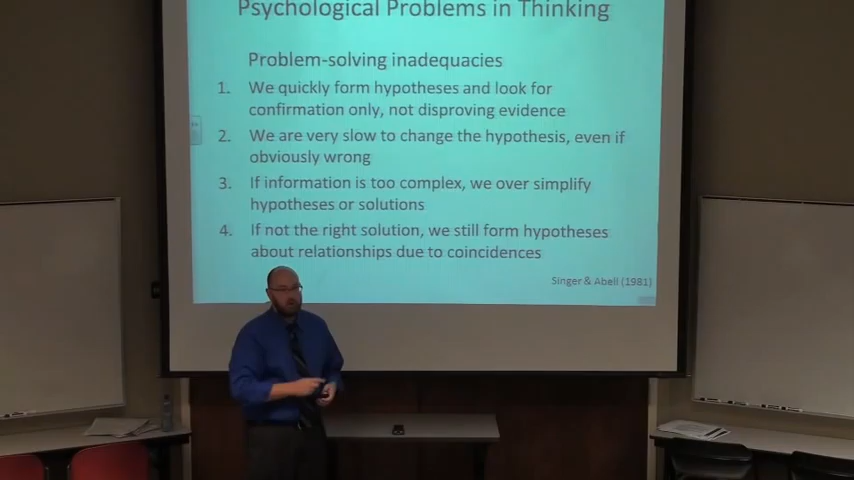 Psychological Problems in Thinking
Problem-solving inadequacies
1. We quickly form hypotheses and look for
confirmation only, not disproving evidence
2. We are very slow to change the hypothesis, even if
obviously wrong
3. If information is too complex, we over simplify
hypotheses or solutions
4. If not the right solution, we still form hypotheses
about relationships due to coincidences
Singer & Abell (1981)